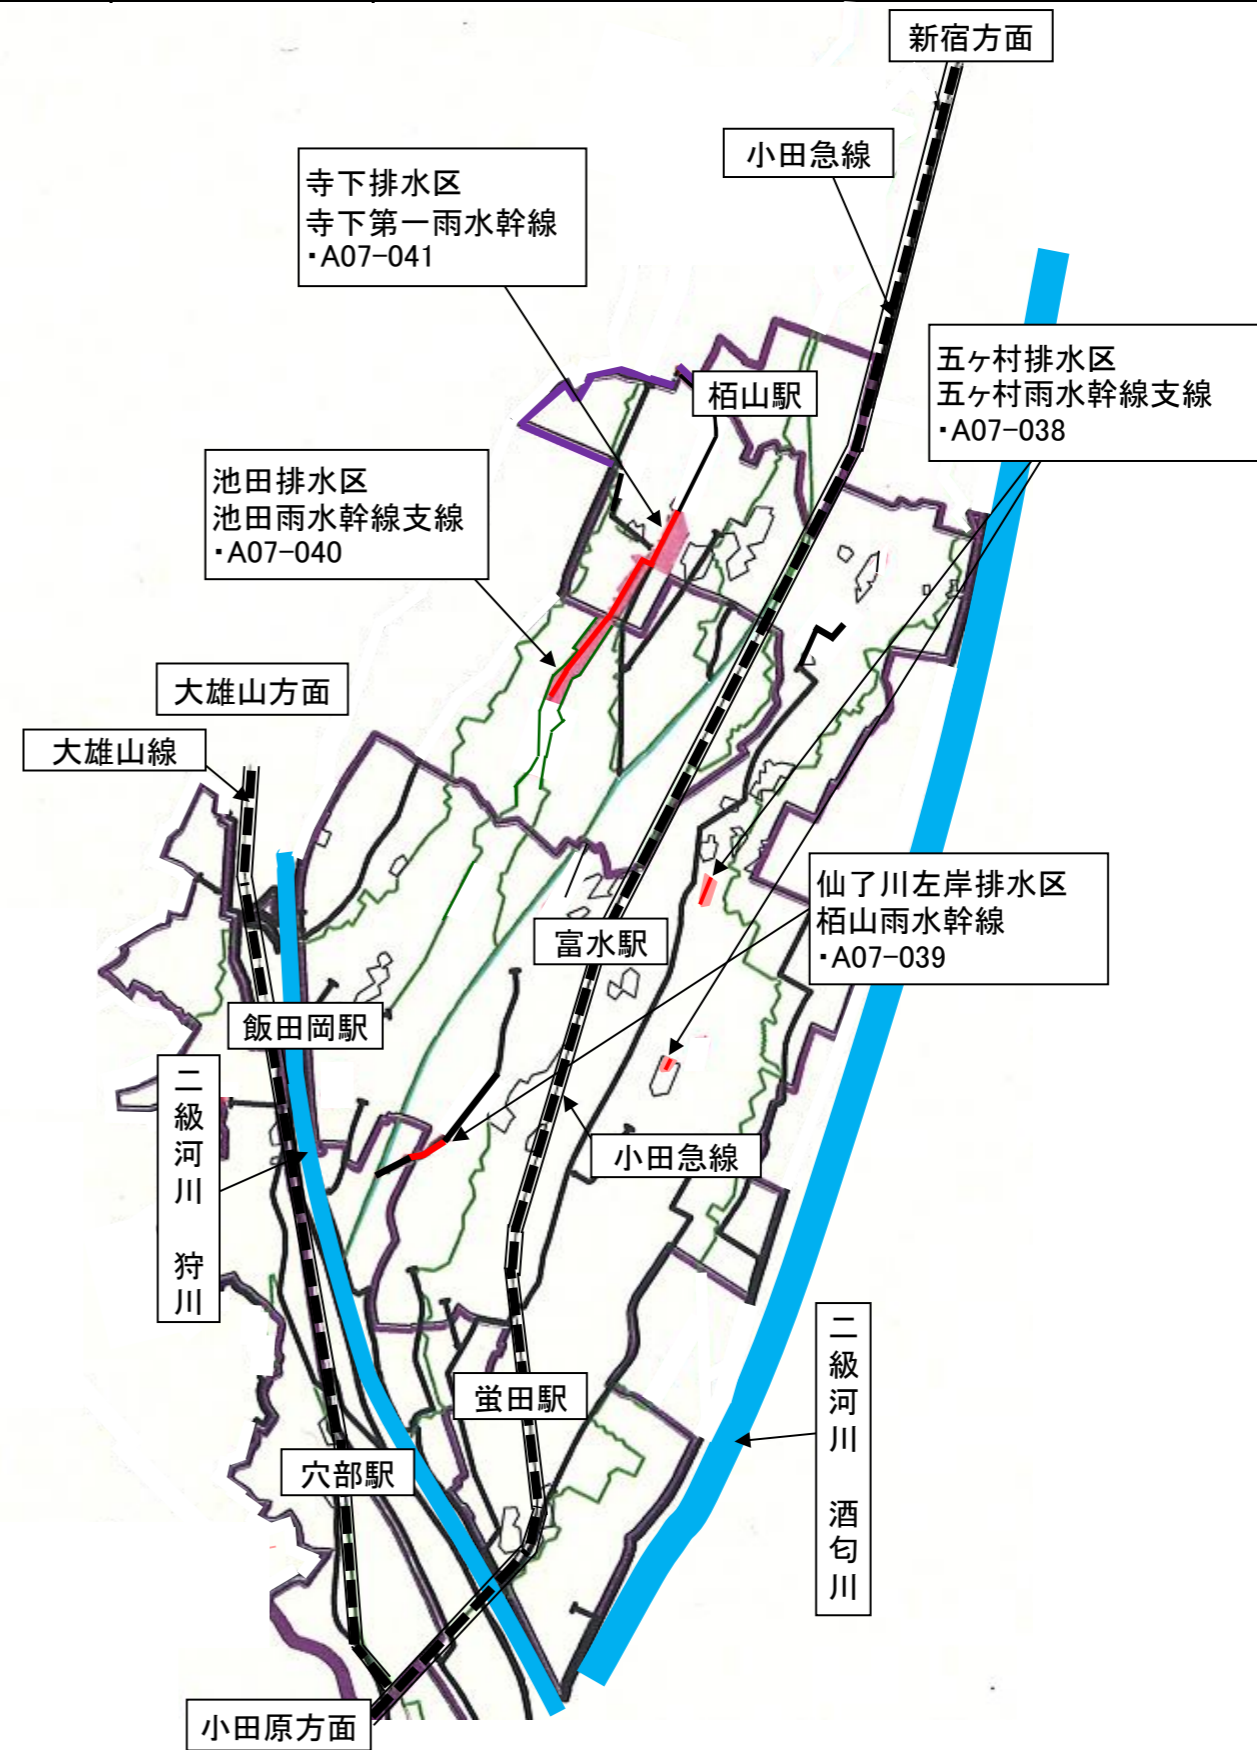 新宿方面
小田急線
寺下排水区
寺下第一雨水幹線
・A07-041
五ヶ村排水区
五ヶ村雨水幹線支線
・A07-038
栢山駅
池田排水区
池田雨水幹線支線
・A07-040
大雄山方面
大雄山線
仙了川左岸排水区
栢山雨水幹線
・A07-039
富水駅
飯田岡駅
二級河川 狩川
小田急線
二級河川 酒匂川
蛍田駅
穴部駅
小田原方面